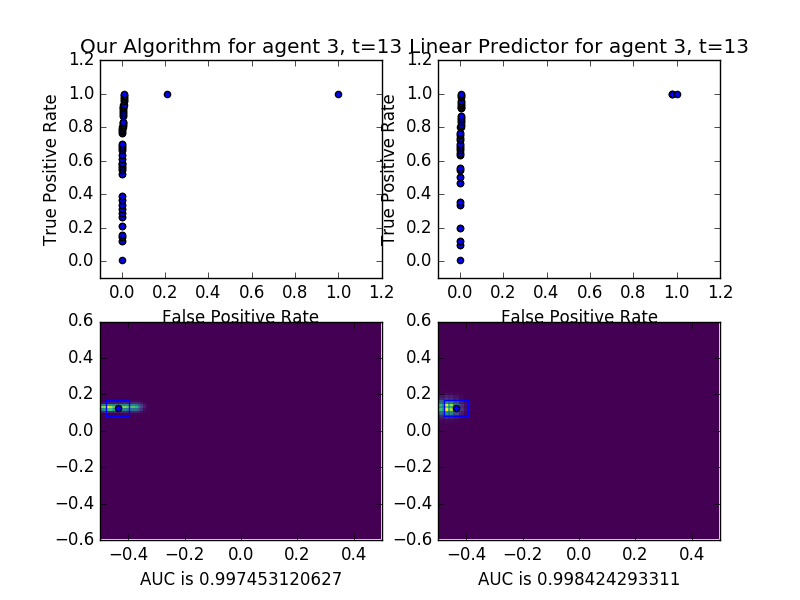 Our Algorithm for agent 3, t=13 Linear Predictor for agent 3, t=13
1.2 1.2
1.0 1.0
0.8 0.8
0.6 0.6
0.4 0.4
0.2 0.2
0.0 0.0
True Positive Rate True Positive Rate
0.0 0.2 0.4 0.6 0.8 1.0 1.2 0.0 0.2 0.4 0.6 0.8 1.0 1.2
False Positive Rate False Positive Rate
0.6 0.6
0.4 0.4
0.2 0.2
0.0 0.0
−0.2 −0.2
−0.4 −0.4
−0.6 −0.6
−0.4 −0.2 0.0 0.2 0.4 −0.4 −0.2 0.0 0.2 0.4
AUC is 0.997453120627 AUC is 0.998424293311